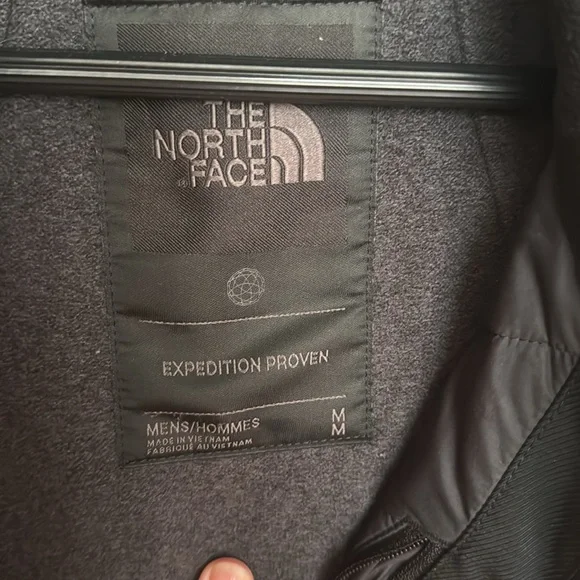 THE
NORTH
FACE
EXPEDITION PROVEN
MENS/HOMMES M
MADE IN VIETNAM M
FABRIQUÉ AU VIETNAM